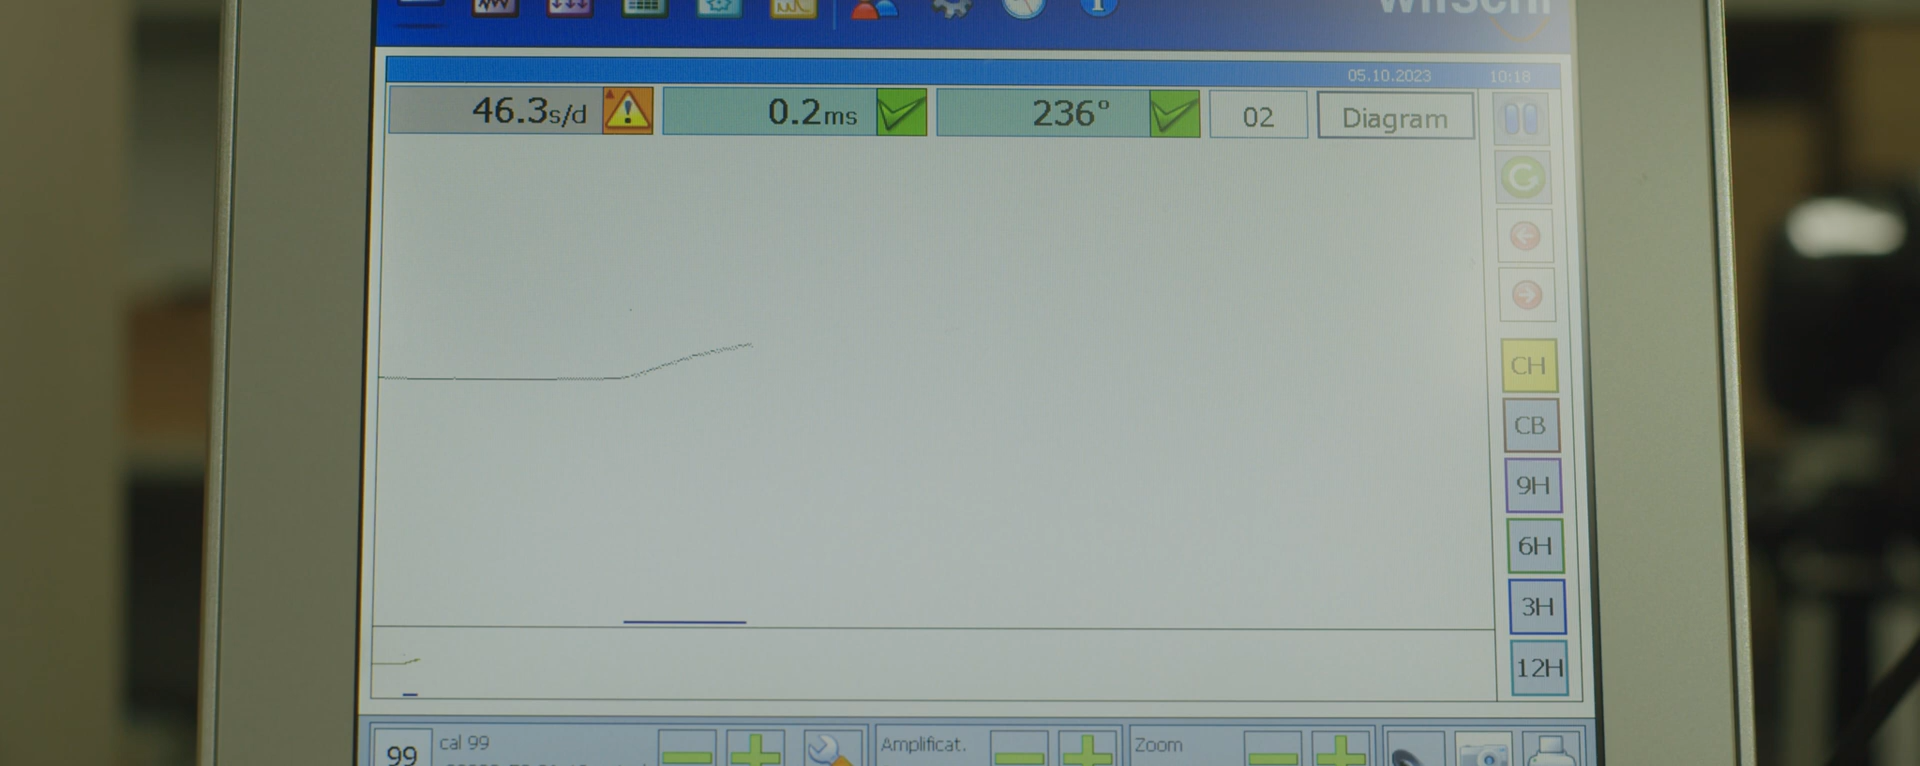 witschi
05.10.2023 10:18
46.3s/d 0.2ms 236° 02 Diagram
CH
CB
9H
6H
3H
12H
99 cal 99 Amplificat. Zoom